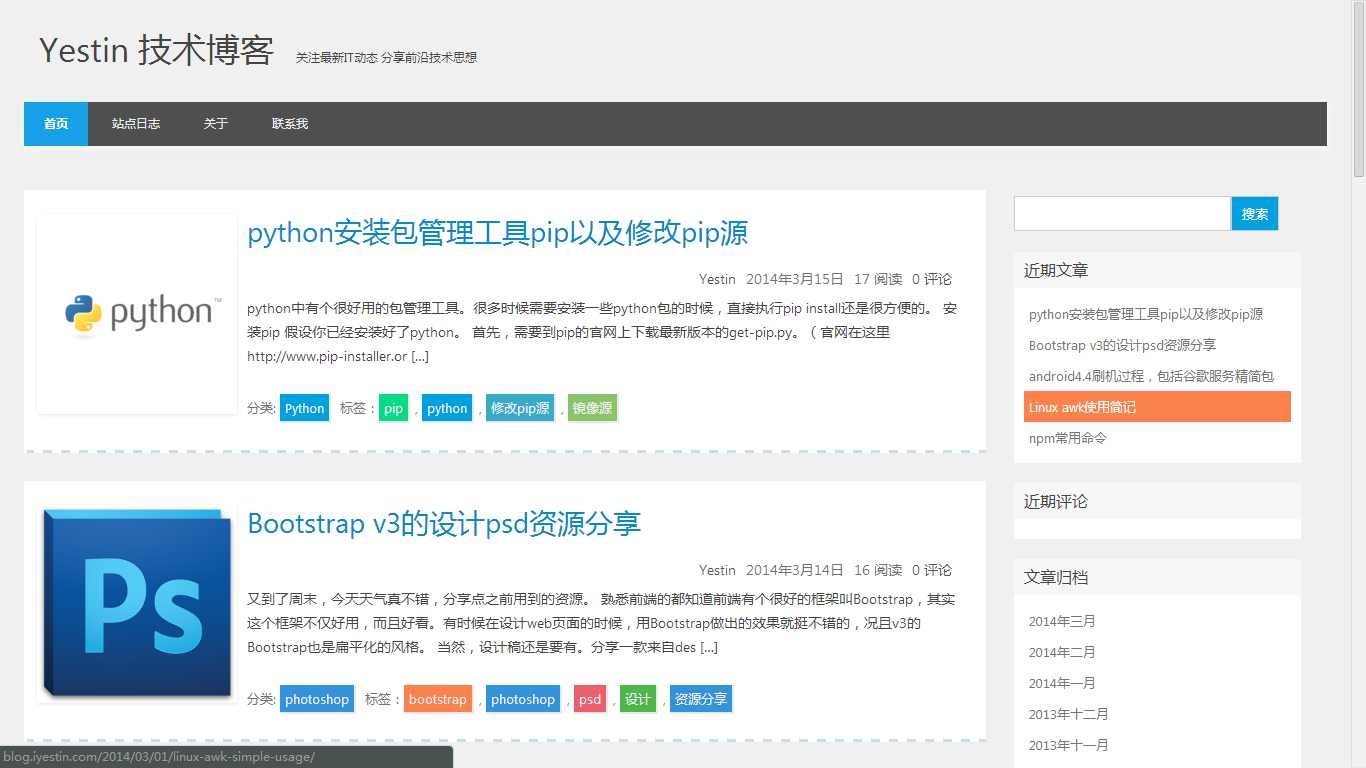 Yestin 技术博客 关注最新IT动态 分享前沿技术思想
首页 站点日志 关于 联系我
python安装包管理工具pip以及修改pip源
Yestin 2014年3月15日 17 阅读 0 评论
python™
python中有个很好用的包管理工具。很多时候需要安装一些python包的时候，直接执行pip install还是很方便的。 安
装pip 假设你已经安装好了python。 首先，需要到pip的官网上下载最新版本的get-pip.py。（ 官网在这里
http://www.pip-installer.or [...]
分类: Python 标签： pip , python , 修改pip源 , 镜像源
Bootstrap v3的设计psd资源分享
Yestin 2014年3月14日 16 阅读 0 评论
Ps
又到了周末，今天天气真不错，分享点之前用到的资源。 熟悉前端的都知道前端有个很好的框架叫Bootstrap，其实
这个框架不仅好用，而且好看。有时候在设计web页面的时候，用Bootstrap做出的效果就挺不错的，况且v3的
Bootstrap也是扁平化的风格。 当然，设计稿还是要有。分享一款来自des [...]
分类: photoshop 标签： bootstrap , photoshop , psd , 设计 , 资源分享
搜索
近期文章
python安装包管理工具pip以及修改pip源
Bootstrap v3的设计psd资源分享
android4.4刷机过程，包括谷歌服务精简包
Linux awk使用简记
npm常用命令
近期评论
文章归档
2014年三月
2014年二月
2014年一月
2013年十二月
2013年十一月
blog.iyestin.com/2014/03/01/linux-awk-simple-usage/